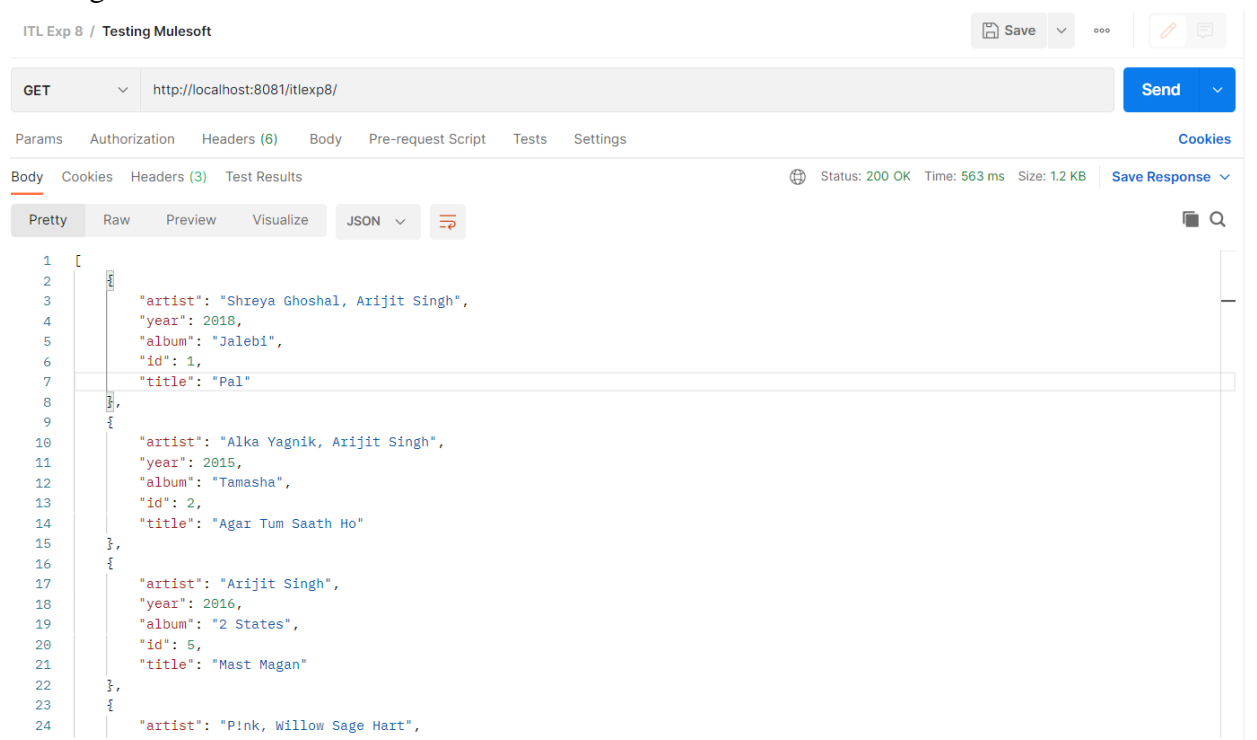 ITL Exp 8 / Testing Mulesoft Save ooo
GET http://localhost:8081/itlexp8/ Send
Params Authorization Headers (6) Body Pre-request Script Tests Settings Cookies
Body Cookies Headers (3) Test Results Status: 200 OK Time: 563 ms Size: 1.2 KB Save Response
Pretty Raw Preview Visualize JSON
1 [
2 {
3 "artist": "Shreya Ghoshal, Arijit Singh",
4 "year": 2018,
5 "album": "Jalebi",
6 "id": 1,
7 "title": "Pal"
8 },
9 {
10 "artist": "Alka Yagnik, Arijit Singh",
11 "year": 2015,
12 "album": "Tamasha",
13 "id": 2,
14 "title": "Agar Tum Saath Ho"
15 },
16 {
17 "artist": "Arijit Singh",
18 "year": 2016,
19 "album": "2 States",
20 "id": 5,
21 "title": "Mast Magan"
22 },
23 {
24 "artist": "P!nk, Willow Sage Hart",